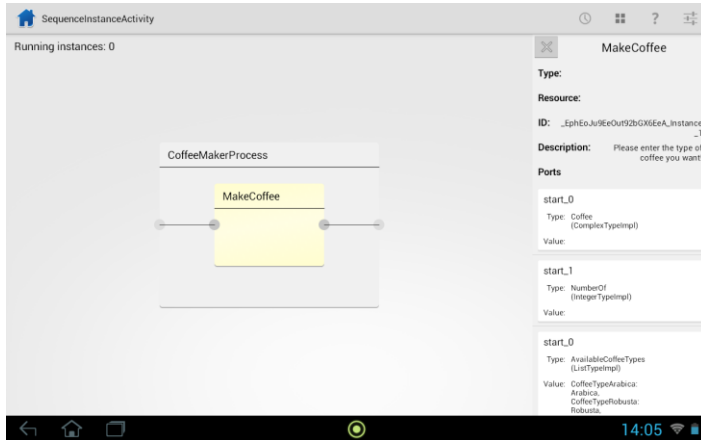 SequenceInstanceActivity
?
Running instances: 0
CoffeeMakerProcess
MakeCoffee
MakeCoffee
Type:
Resource:
ID: _EphEoJu9EeOut92bGX6EeA_Instance
_1
Description: Please enter the type of
coffee you want!
Ports
start_0
Type: Coffee
(ComplexTypeImpl)
Value:
start_1
Type: NumberOf
(IntegerTypeImpl)
Value:
start_0
Type: AvailableCoffeeTypes
(ListTypeImpl)
Value: CoffeeTypeArabica:
Arabica,
CoffeeTypeRobusta:
Robusta,
14:05